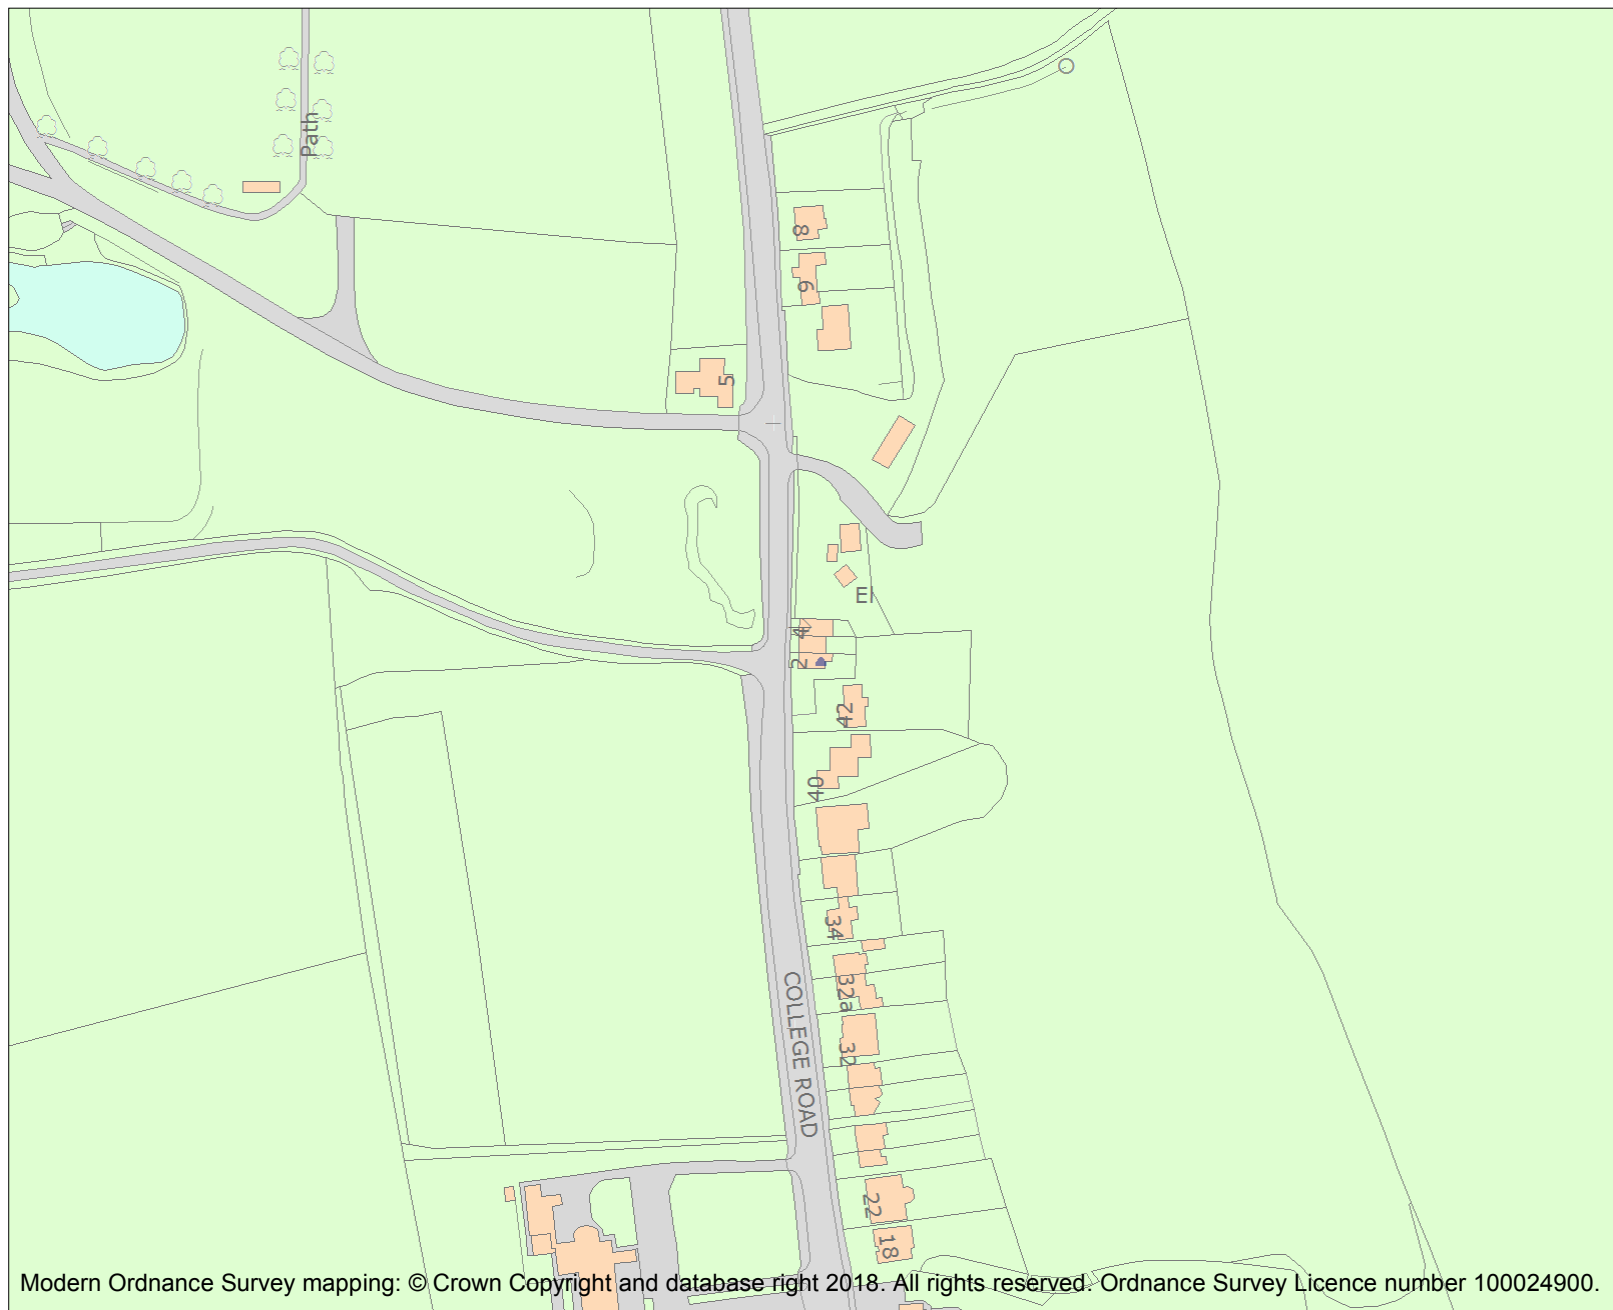 Path
8
6
5
El
4
2
42
40
34
32a
32
COLLEGE ROAD
22
18
Modern Ordnance Survey mapping: © Crown Copyright and database right 2018. All rights reserved. Ordnance Survey Licence number 100024900.